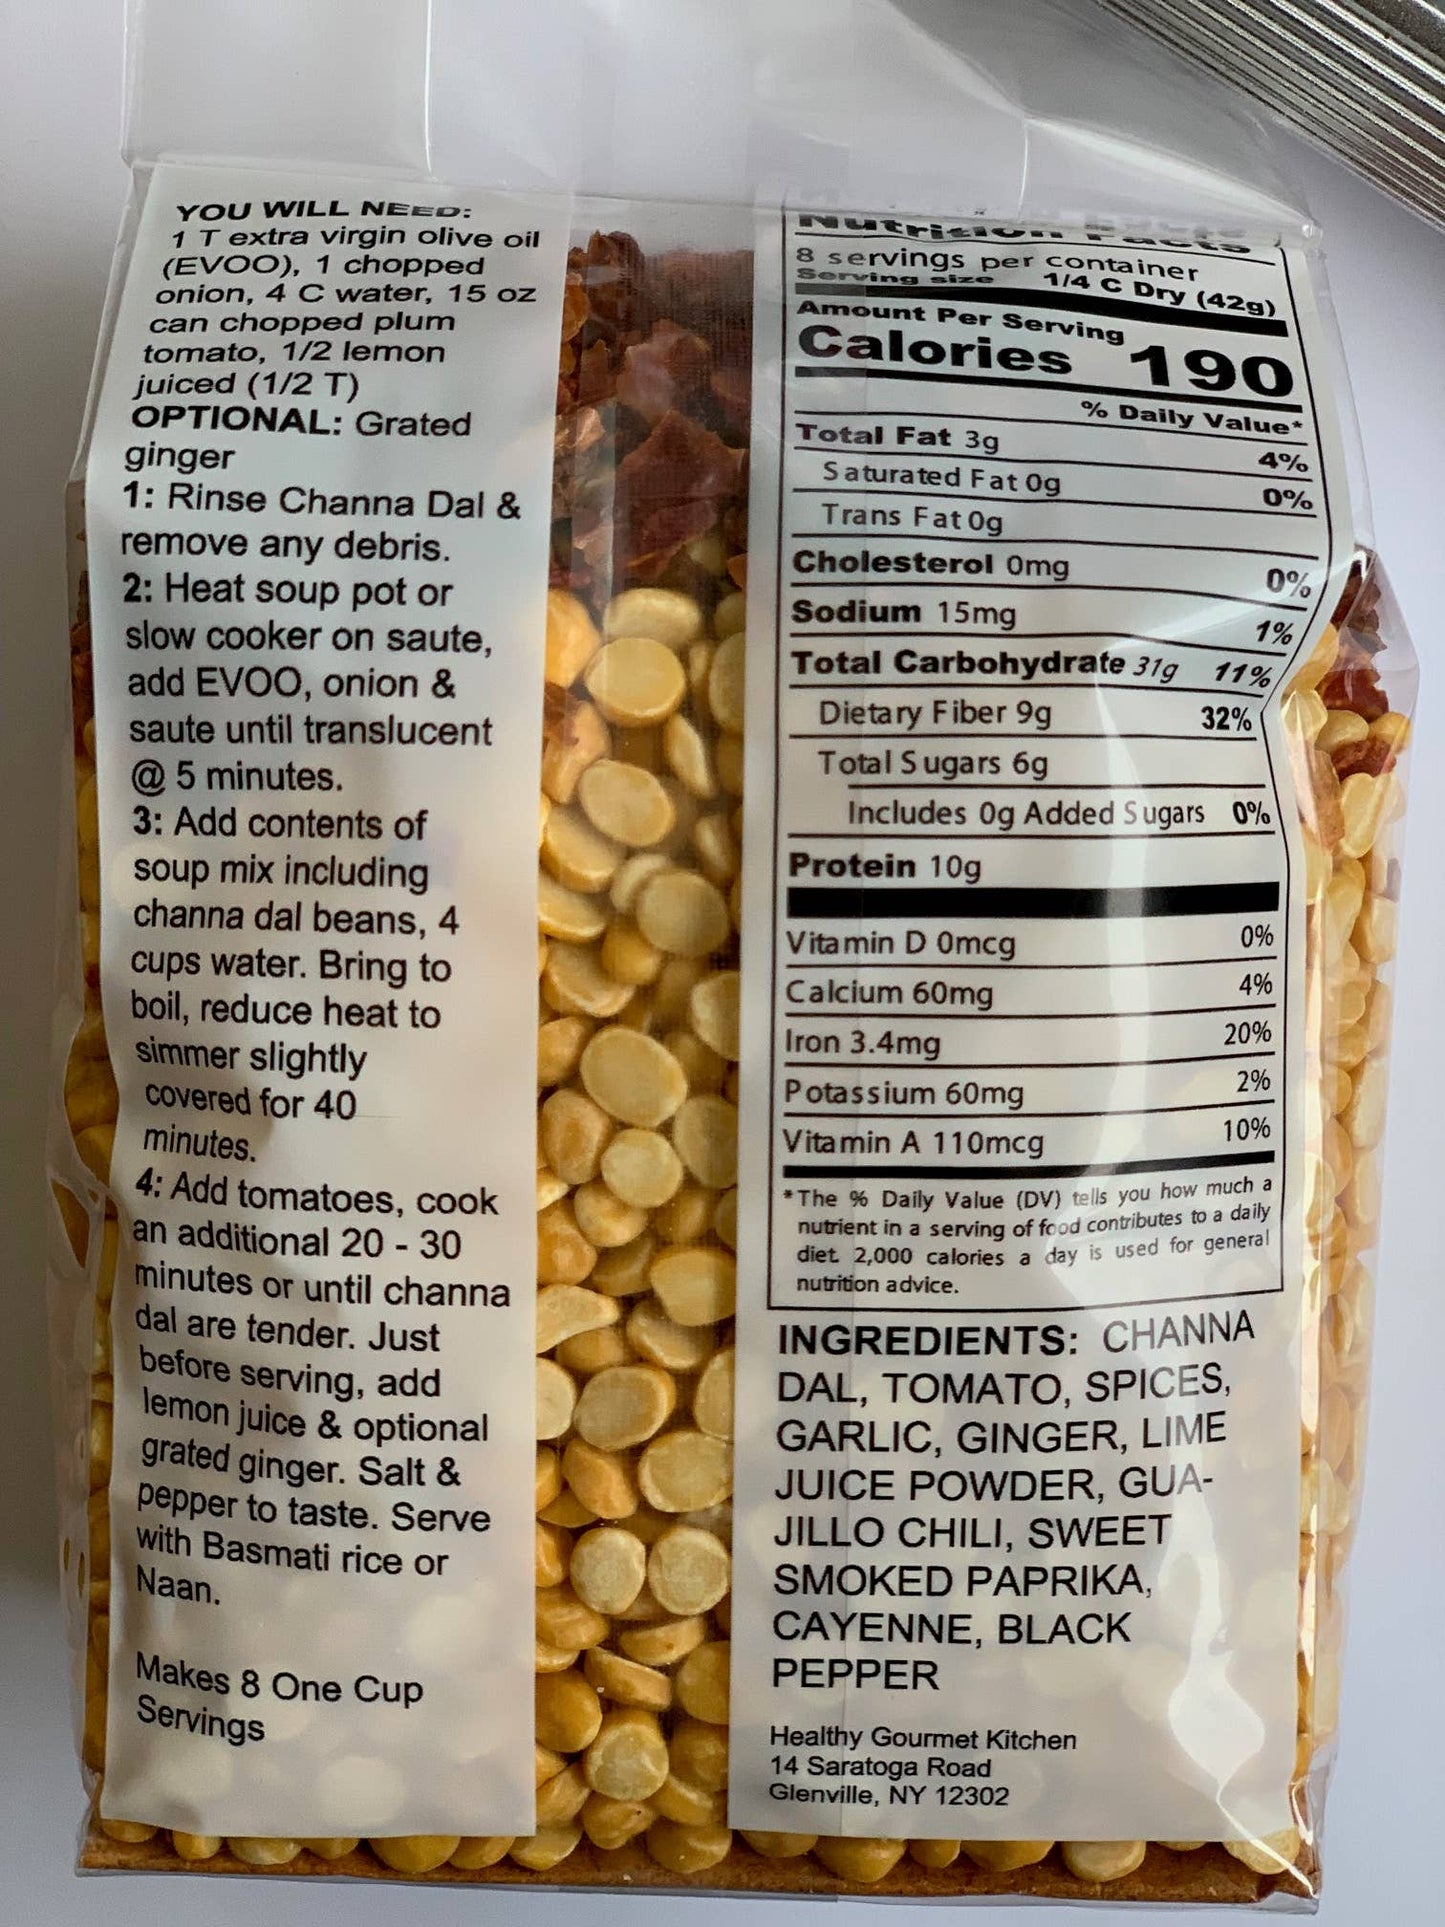 YOU WILL NEED:
1 T extra virgin olive oil
(EVOO), 1 chopped
onion, 4 C water, 15 oz
can chopped plum
tomato, 1/2 lemon
juiced (1/2 T)
OPTIONAL: Grated
ginger
1: Rinse Channa Dal &
remove any debris.
2: Heat soup pot or
slow cooker on saute,
add EVOO, onion &
saute until translucent
@ 5 minutes.
3: Add contents of
soup mix including
channa dal beans, 4
cups water. Bring to
boil, reduce heat to
simmer slightly
covered for 40
minutes.
4: Add tomatoes, cook
an additional 20 - 30
minutes or until channa
dal are tender. Just
before serving, add
lemon juice & optional
grated ginger. Salt &
pepper to taste. Serve
with Basmati rice or
Naan.
Makes 8 One Cup
Servings
Nutrition Facts
8 servings per container
Serving size 1/4 C Dry (42g)
Amount Per Serving
Calories 190
% Daily Value*
Total Fat 3g 4%
Saturated Fat 0g 0%
Trans Fat 0g
Cholesterol 0mg 0%
Sodium 15mg 1%
Total Carbohydrate 31g 11%
Dietary Fiber 9g 32%
Total Sugars 6g
Includes 0g Added Sugars 0%
Protein 10g
Vitamin D 0mcg 0%
Calcium 60mg 4%
Iron 3.4mg 20%
Potassium 60mg 2%
Vitamin A 110mcg 10%
*The % Daily Value (DV) tells you how much a
nutrient in a serving of food contributes to a daily
diet. 2,000 calories a day is used for general
nutrition advice.
INGREDIENTS: CHANNA
DAL, TOMATO, SPICES,
GARLIC, GINGER, LIME
JUICE POWDER, GUA-
JILLO CHILI, SWEET
SMOKED PAPRIKA,
CAYENNE, BLACK
PEPPER
Healthy Gourmet Kitchen
14 Saratoga Road
Glenville, NY 12302